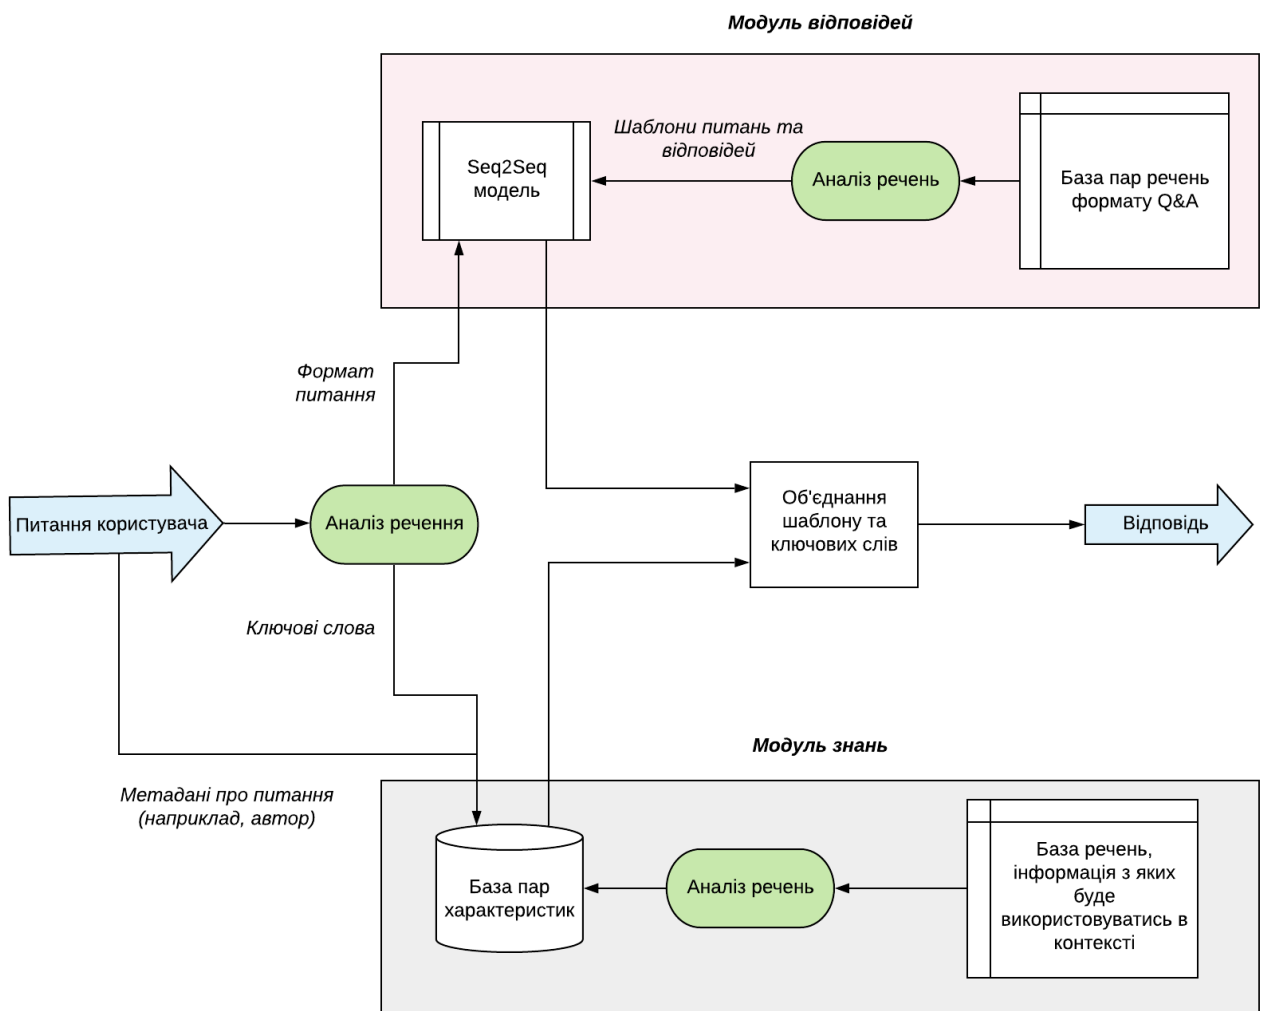 Модуль відповідей
Шаблони питань та
відповідей
Seq2Seq
модель
Аналіз речень
База пар речень
формату Q&A
Формат
питання
Питання користувача
Аналіз речення
Об'єднання
шаблону та
ключових слів
Відповідь
Ключові слова
Модуль знань
Метадані про питання
(наприклад, автор)
База пар
характеристик
Аналіз речень
База речень,
інформація з яких
буде
використовуватись в
контексті